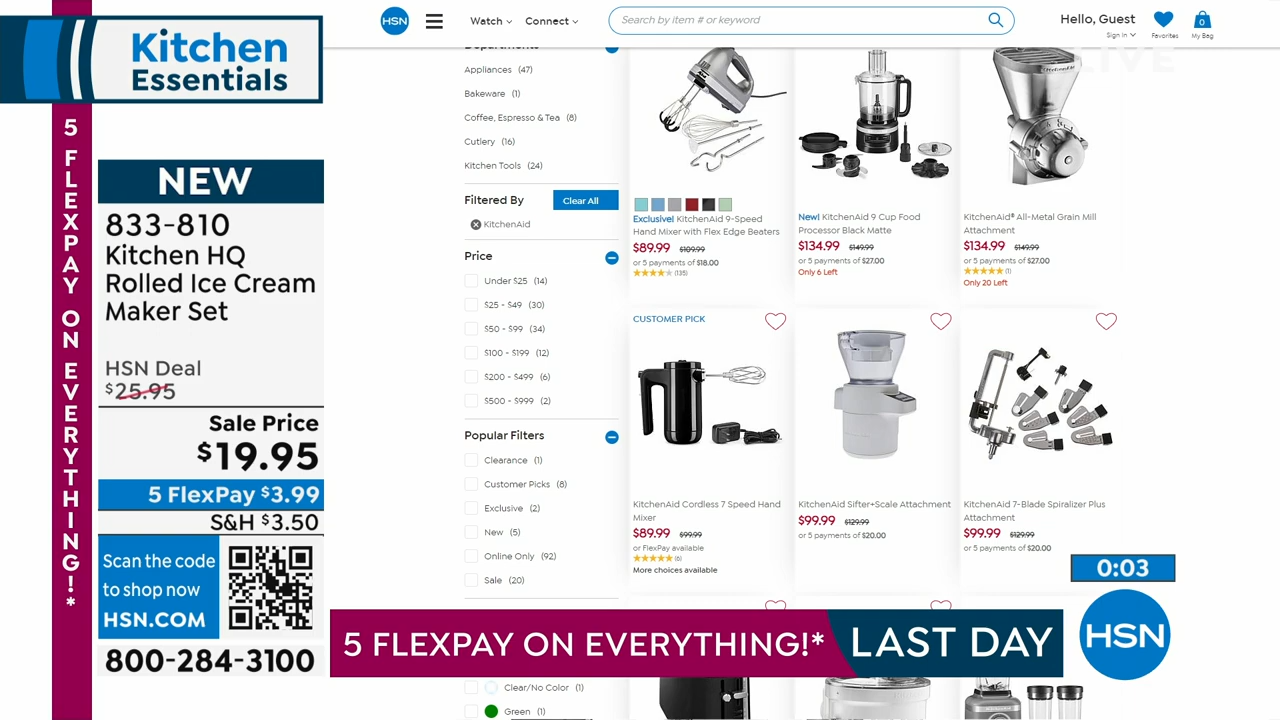 Kitchen
Essentials
5 FLEXPAY ON EVERYTHING!*
NEW
833-810
Kitchen HQ
Rolled Ice Cream
Maker Set
HSN Deal
$25.95
Sale Price
$19.95
5 FlexPay $3.99
S&H $3.50
Scan the code
to shop now
HSN.COM
800-284-3100
HSN
Watch
Connect
Search by item # or keyword
Hello, Guest
Sign In
Favorites
0
My Bag
LIVE
Departments
Appliances (47)
Bakeware (1)
Coffee, Espresso & Tea (8)
Cutlery (16)
Kitchen Tools (24)
Filtered By
Clear All
KitchenAid
Price
Under $25 (14)
$25 - $49 (30)
$50 - $99 (34)
$100 - $199 (12)
$200 - $499 (6)
$500 - $999 (2)
Popular Filters
Clearance (1)
Customer Picks (8)
Exclusive (2)
New (5)
Online Only (92)
Sale (20)
Clear/No Color (1)
Green (1)
Exclusive! KitchenAid 9-Speed
Hand Mixer with Flex Edge Beaters
$89.99 $109.99
or 5 payments of $18.00
(135)
New! KitchenAid 9 Cup Food
Processor Black Matte
$134.99 $149.99
or 5 payments of $27.00
Only 6 Left
KitchenAid® All-Metal Grain Mill
Attachment
$134.99 $149.99
or 5 payments of $27.00
(1)
Only 20 Left
CUSTOMER PICK
KitchenAid Cordless 7 Speed Hand
Mixer
$89.99 $99.99
or FlexPay available
(6)
More choices available
KitchenAid Sifter+Scale Attachment
$99.99 $129.99
or 5 payments of $20.00
KitchenAid 7-Blade Spiralizer Plus
Attachment
$99.99 $129.99
or 5 payments of $20.00
0:03
5 FLEXPAY ON EVERYTHING!*
LAST DAY
HSN